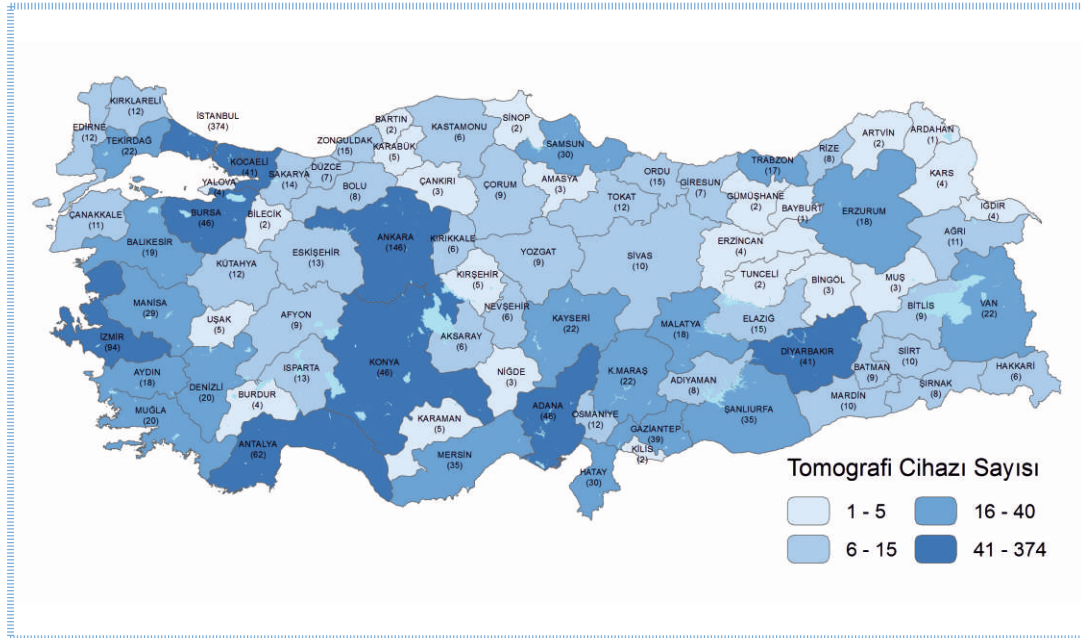 KIRKLARELİ
(12)
İSTANBUL
(374)
EDİRNE
(12)
TEKİRDAĞ
(22)
KOCAELİ
(41)
YALOVA
(4)
SAKARYA
(14)
DÜZCE
(7)
ZONGULDAK
(15)
BARTIN
(2)
KARABÜK
(5)
KASTAMONU
(6)
SİNOP
(2)
SAMSUN
(30)
BOLU
(8)
ÇANKIRI
(3)
ÇORUM
(9)
AMASYA
(3)
TOKAT
(12)
ORDU
(15)
GİRESUN
(7)
TRABZON
(17)
GÜMÜŞHANE
(2)
BAYBURT
(1)
RİZE
(8)
ARTVİN
(2)
ARDAHAN
(1)
KARS
(4)
IĞDIR
(4)
AĞRI
(11)
ERZURUM
(18)
ERZİNCAN
(4)
ÇANAKKALE
(11)
BALIKESİR
(19)
BURSA
(46)
BİLECİK
(2)
KÜTAHYA
(12)
ESKİŞEHİR
(13)
ANKARA
(146)
KIRIKKALE
(6)
KIRŞEHİR
(5)
YOZGAT
(9)
SİVAS
(10)
TUNCELİ
(2)
BİNGÖL
(3)
MUŞ
(3)
BİTLİS
(9)
VAN
(22)
MANİSA
(29)
UŞAK
(5)
AFYON
(9)
İZMİR
(94)
AYDIN
(18)
DENİZLİ
(20)
MUĞLA
(20)
BURDUR
(4)
ISPARTA
(13)
ANTALYA
(62)
KONYA
(46)
AKSARAY
(6)
NEVŞEHİR
(6)
NİĞDE
(3)
KAYSERİ
(22)
KARAMAN
(5)
MERSİN
(35)
ADANA
OSMANİYE
(12)
HATAY
(30)
K.MARAŞ
(22)
GAZİANTEP
(39)
KİLİS
(2)
ADIYAMAN
(8)
MALATYA
(18)
ELAZIĞ
(15)
ŞANLIURFA
(35)
DİYARBAKIR
(41)
MARDİN
(10)
BATMAN
(9)
SİİRT
(10)
ŞIRNAK
(8)
HAKKARİ
(6)
Tomografi Cihazı Sayısı
1 - 5
16 - 40
6 - 15
41 - 374